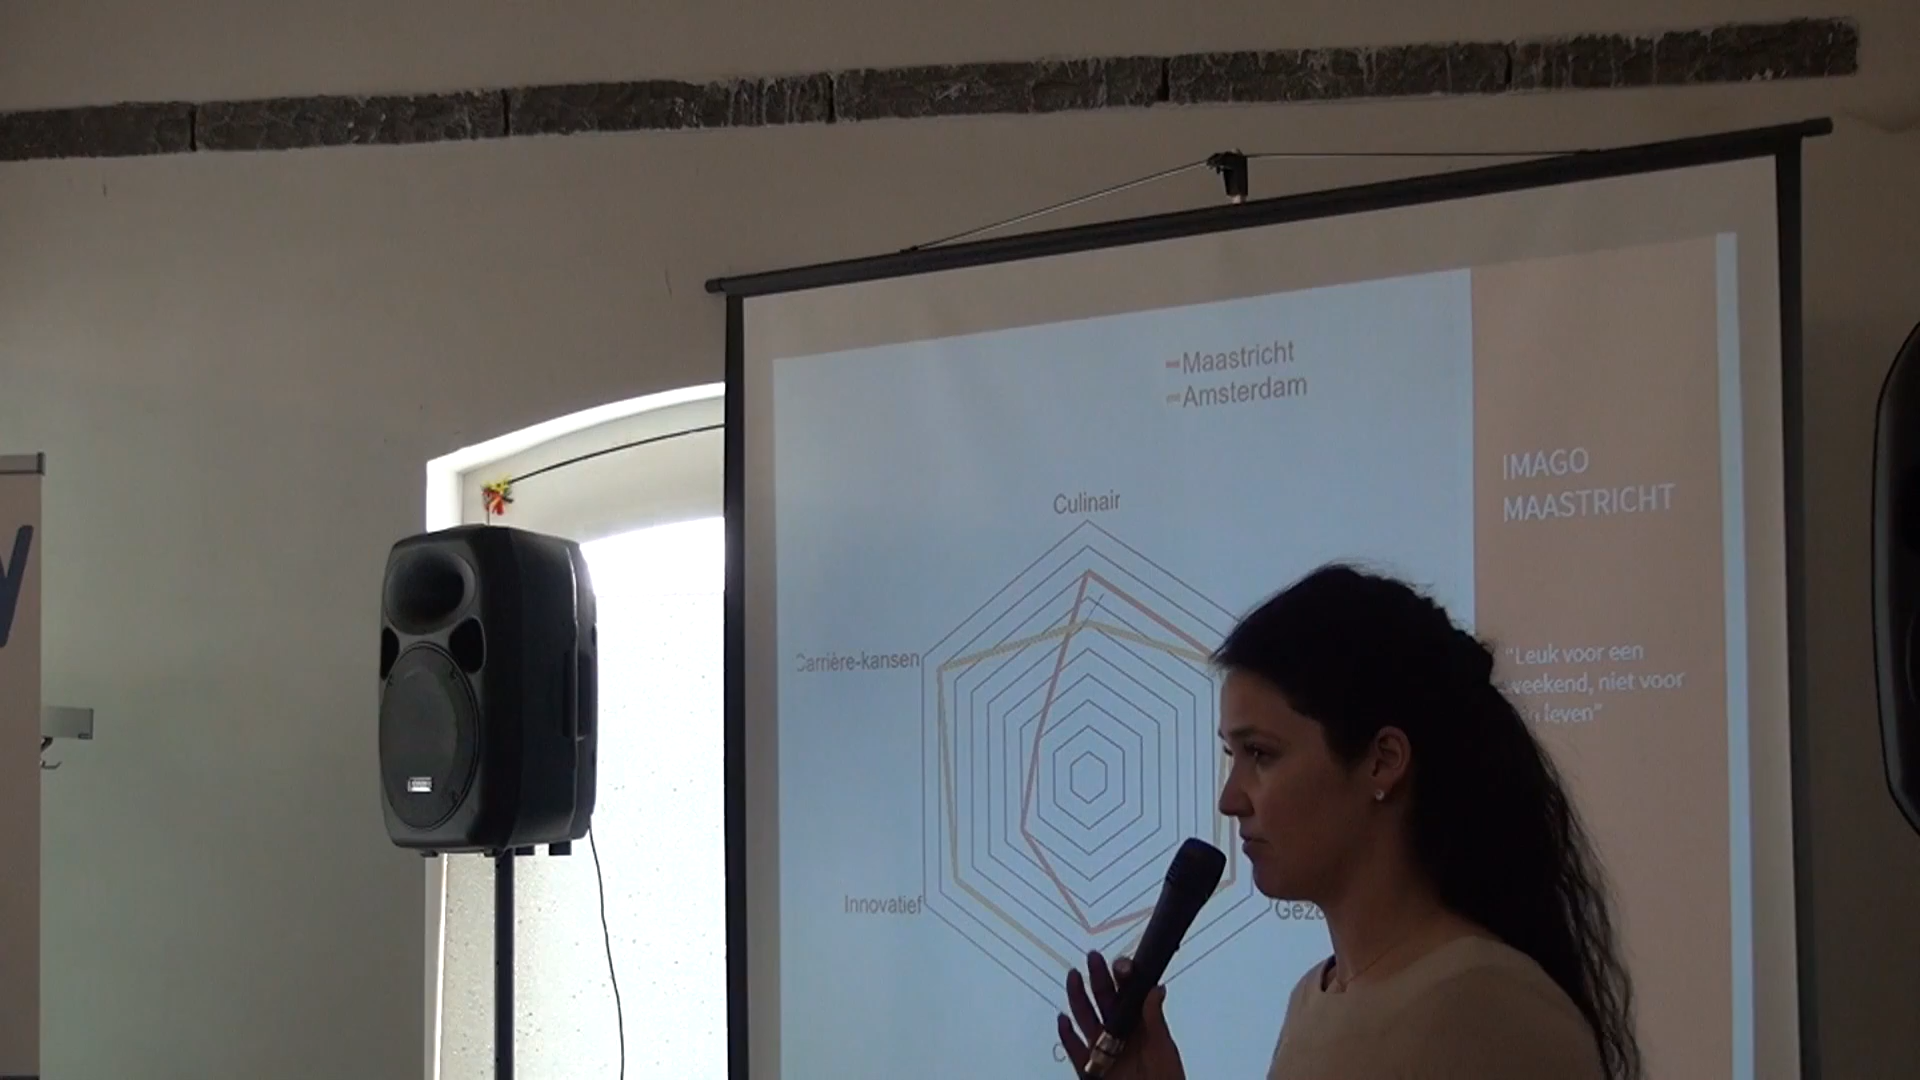 Maastricht
Amsterdam
Culinair
Carrière-kansen
Innovatief
IMAGO
MAASTRICHT
"Leuk voor een
weekend, niet voor
leven"